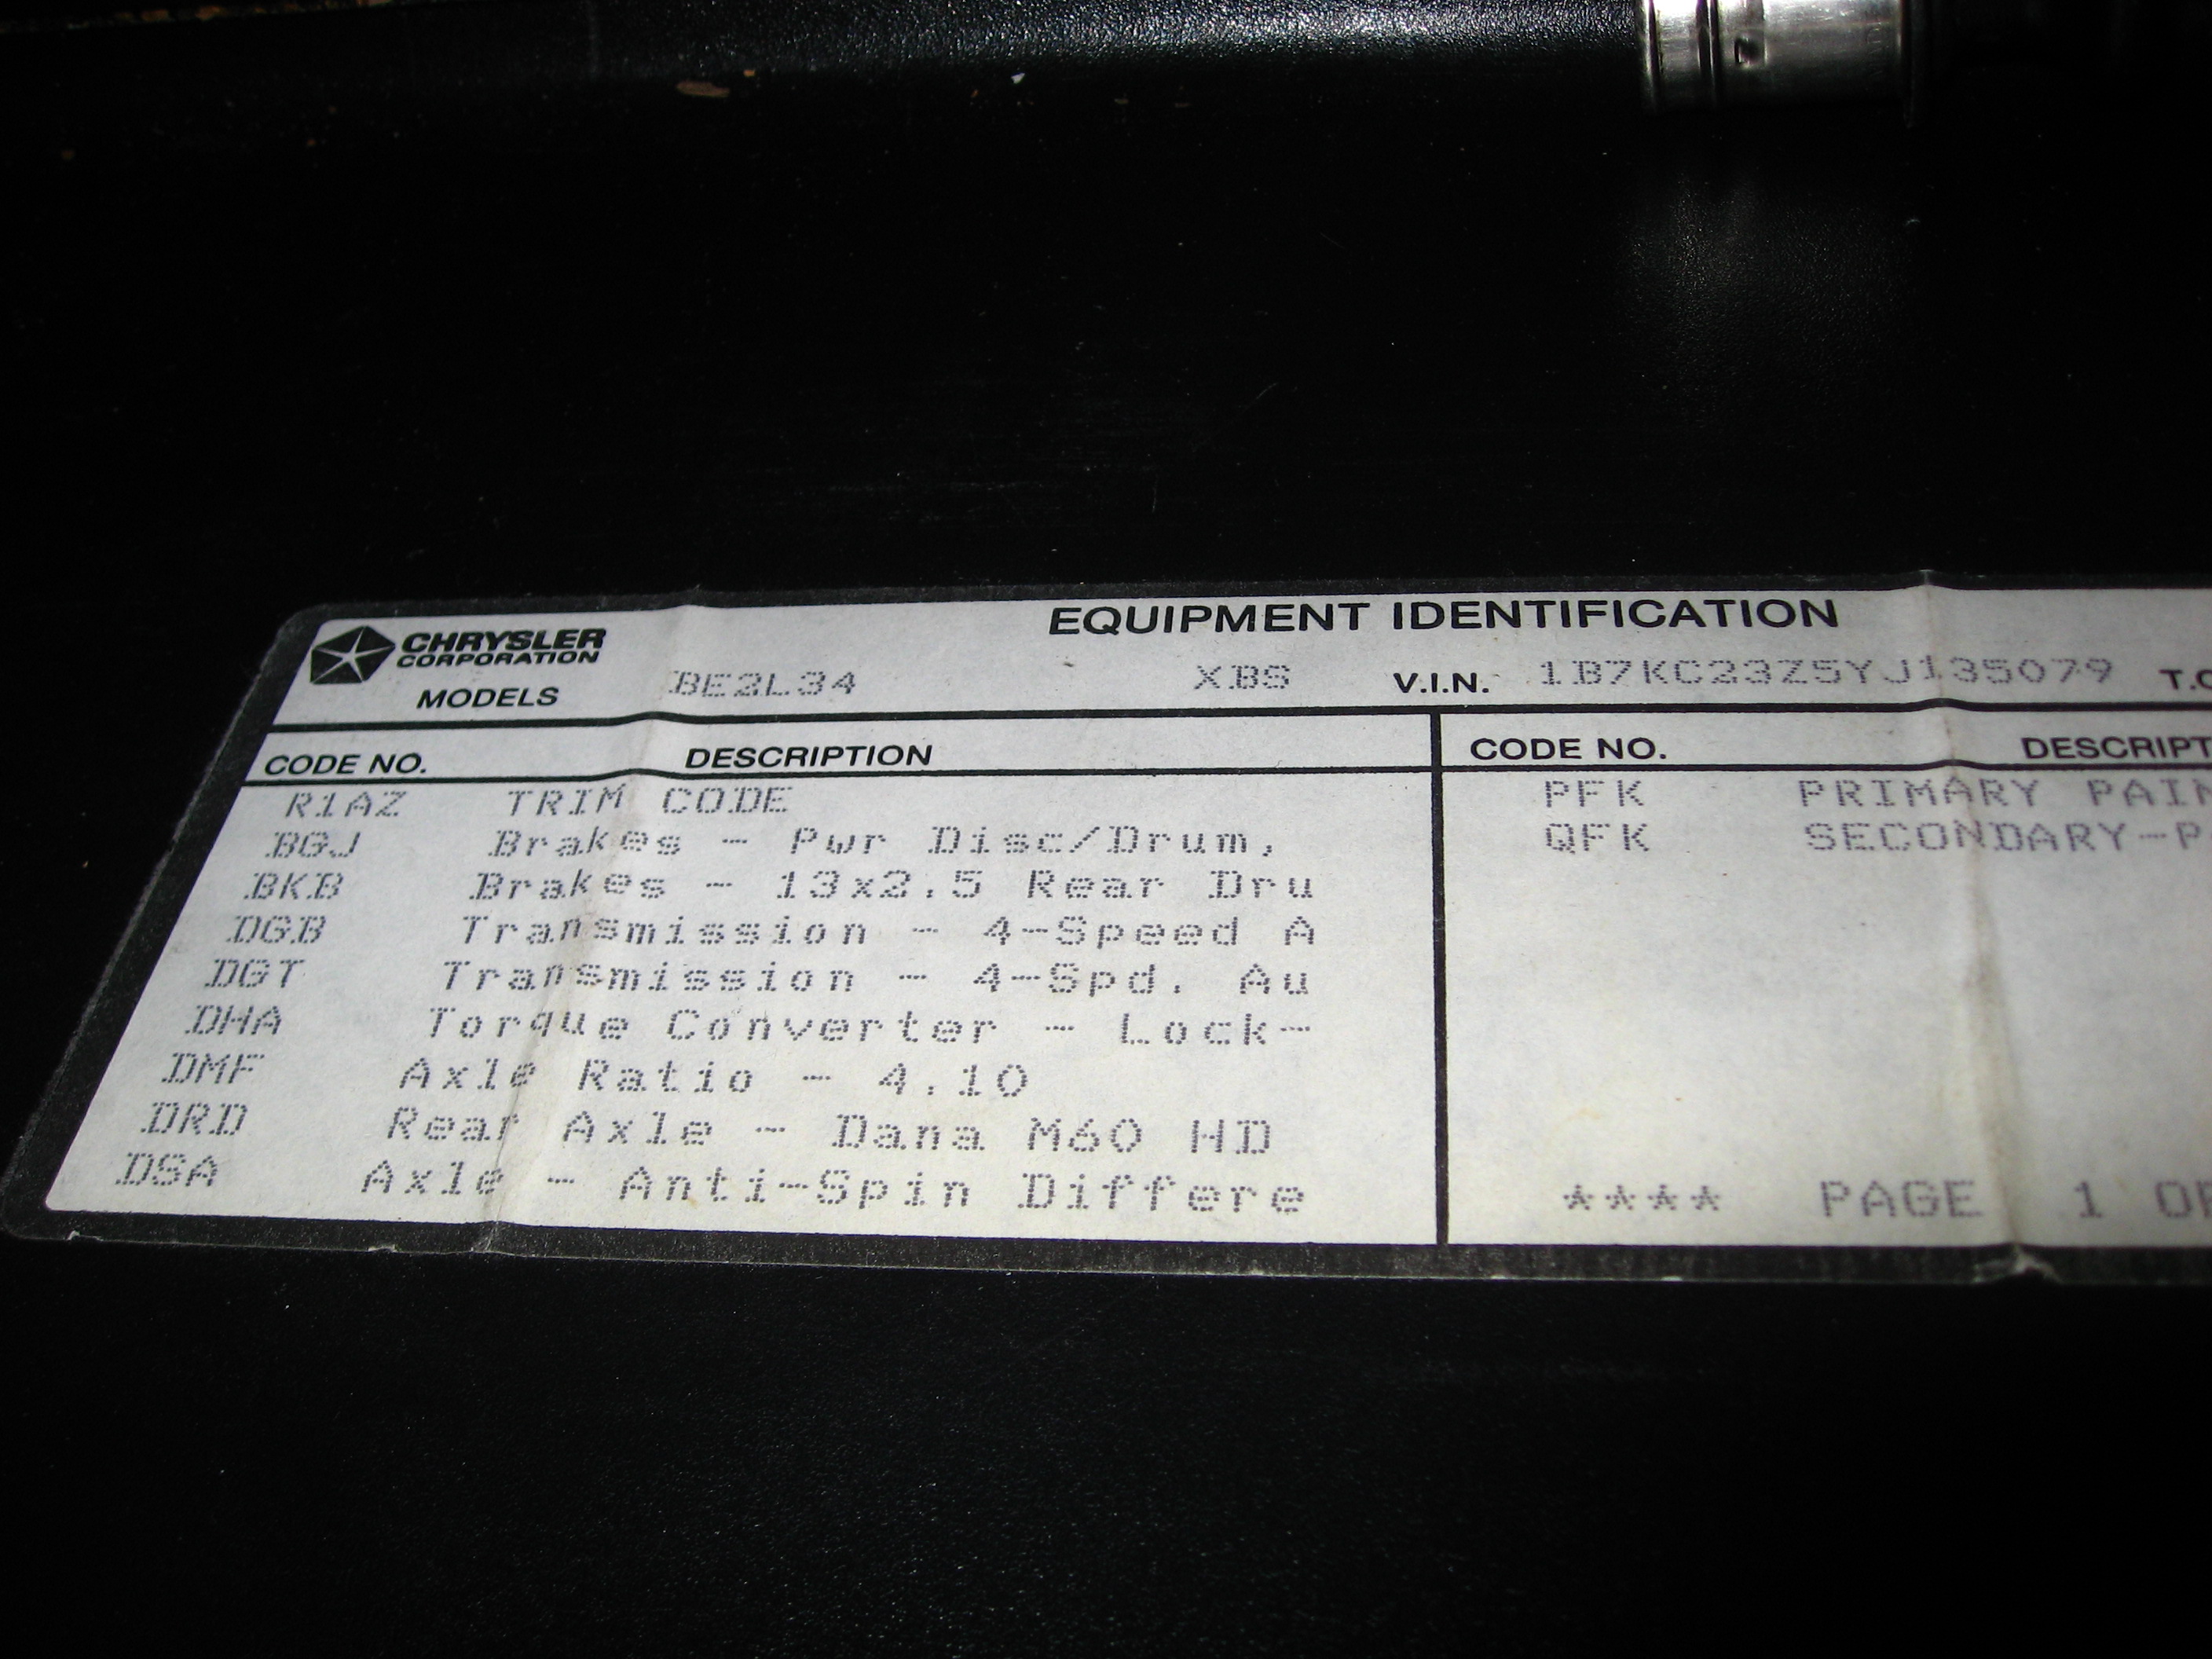 EQUIPMENT IDENTIFICATION
CHRYSLER
CORPORATION
MODELS BE2L34 XBS V.I.N. 1B7KC23Z5YJ135079 T.O
CODE NO. DESCRIPTION CODE NO. DESCRIPT
R1AZ TRIM CODE PFK PRIMARY PAIN
BGJ Brakes - Pwr Disc/Drum, QFK SECONDARY-P
BKB Brakes - 13x2.5 Rear Dru
DGB Transmission - 4-Speed A
DGT Transmission - 4-Spd. Au
DHA Torque Converter - Lock-
DMF Axle Ratio - 4.10
DRD Rear Axle - Dana M60 HD
DSA Axle - Anti-Spin Differe **** PAGE 1 OF